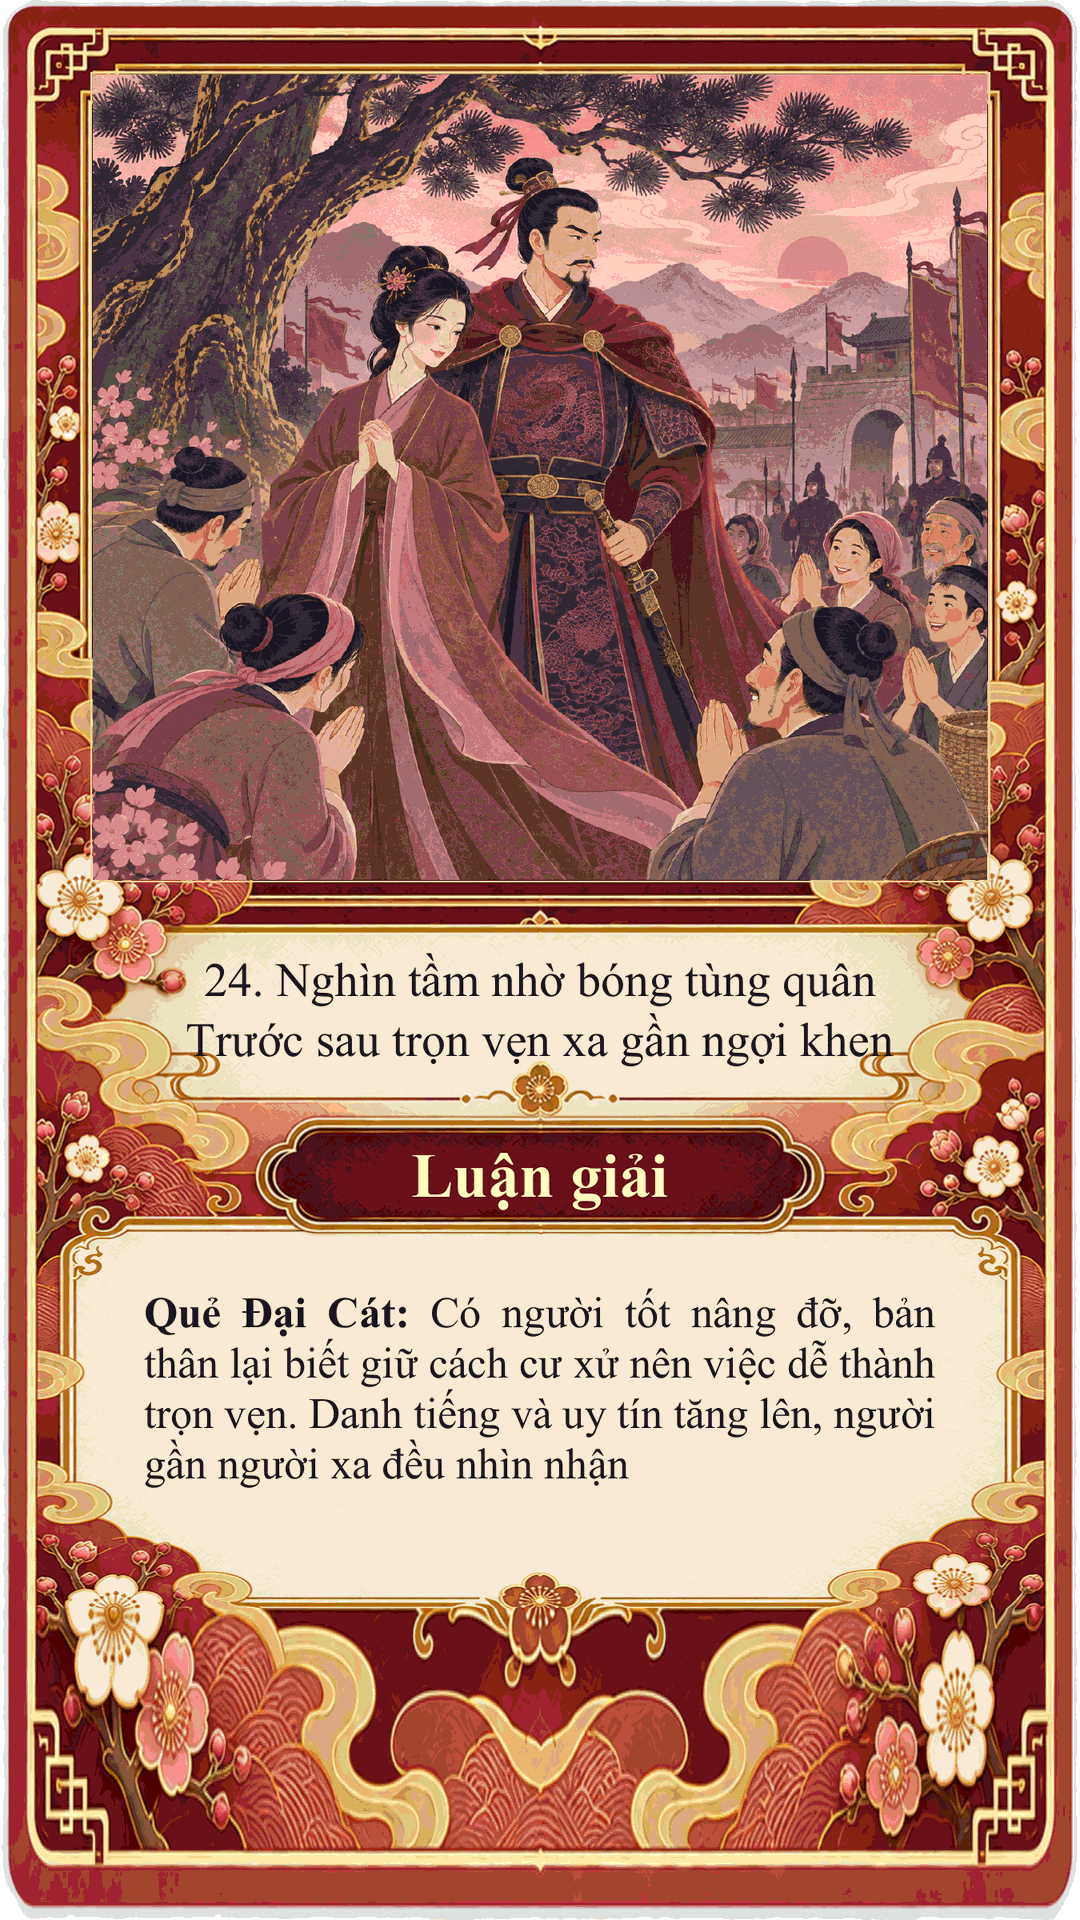 24. Nghìn tầm nhờ bóng tùng quân
Trước sau trọn vẹn xa gần ngợi khen
Luận giải
Quẻ Đại Cát: Có người tốt nâng đỡ, bản
thân lại biết giữ cách cư xử nên việc dễ thành
trọn vẹn. Danh tiếng và uy tín tăng lên, người
gần người xa đều nhìn nhận